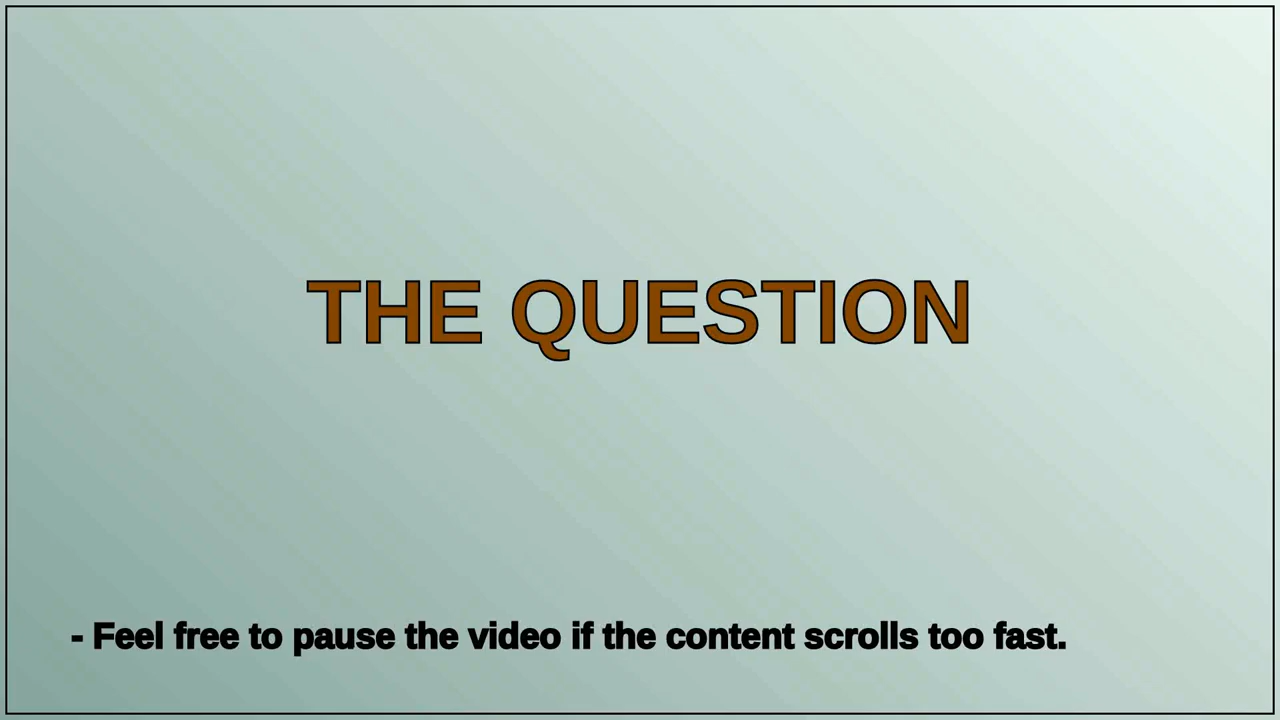 THE QUESTION
- Feel free to pause the video if the content scrolls too fast.